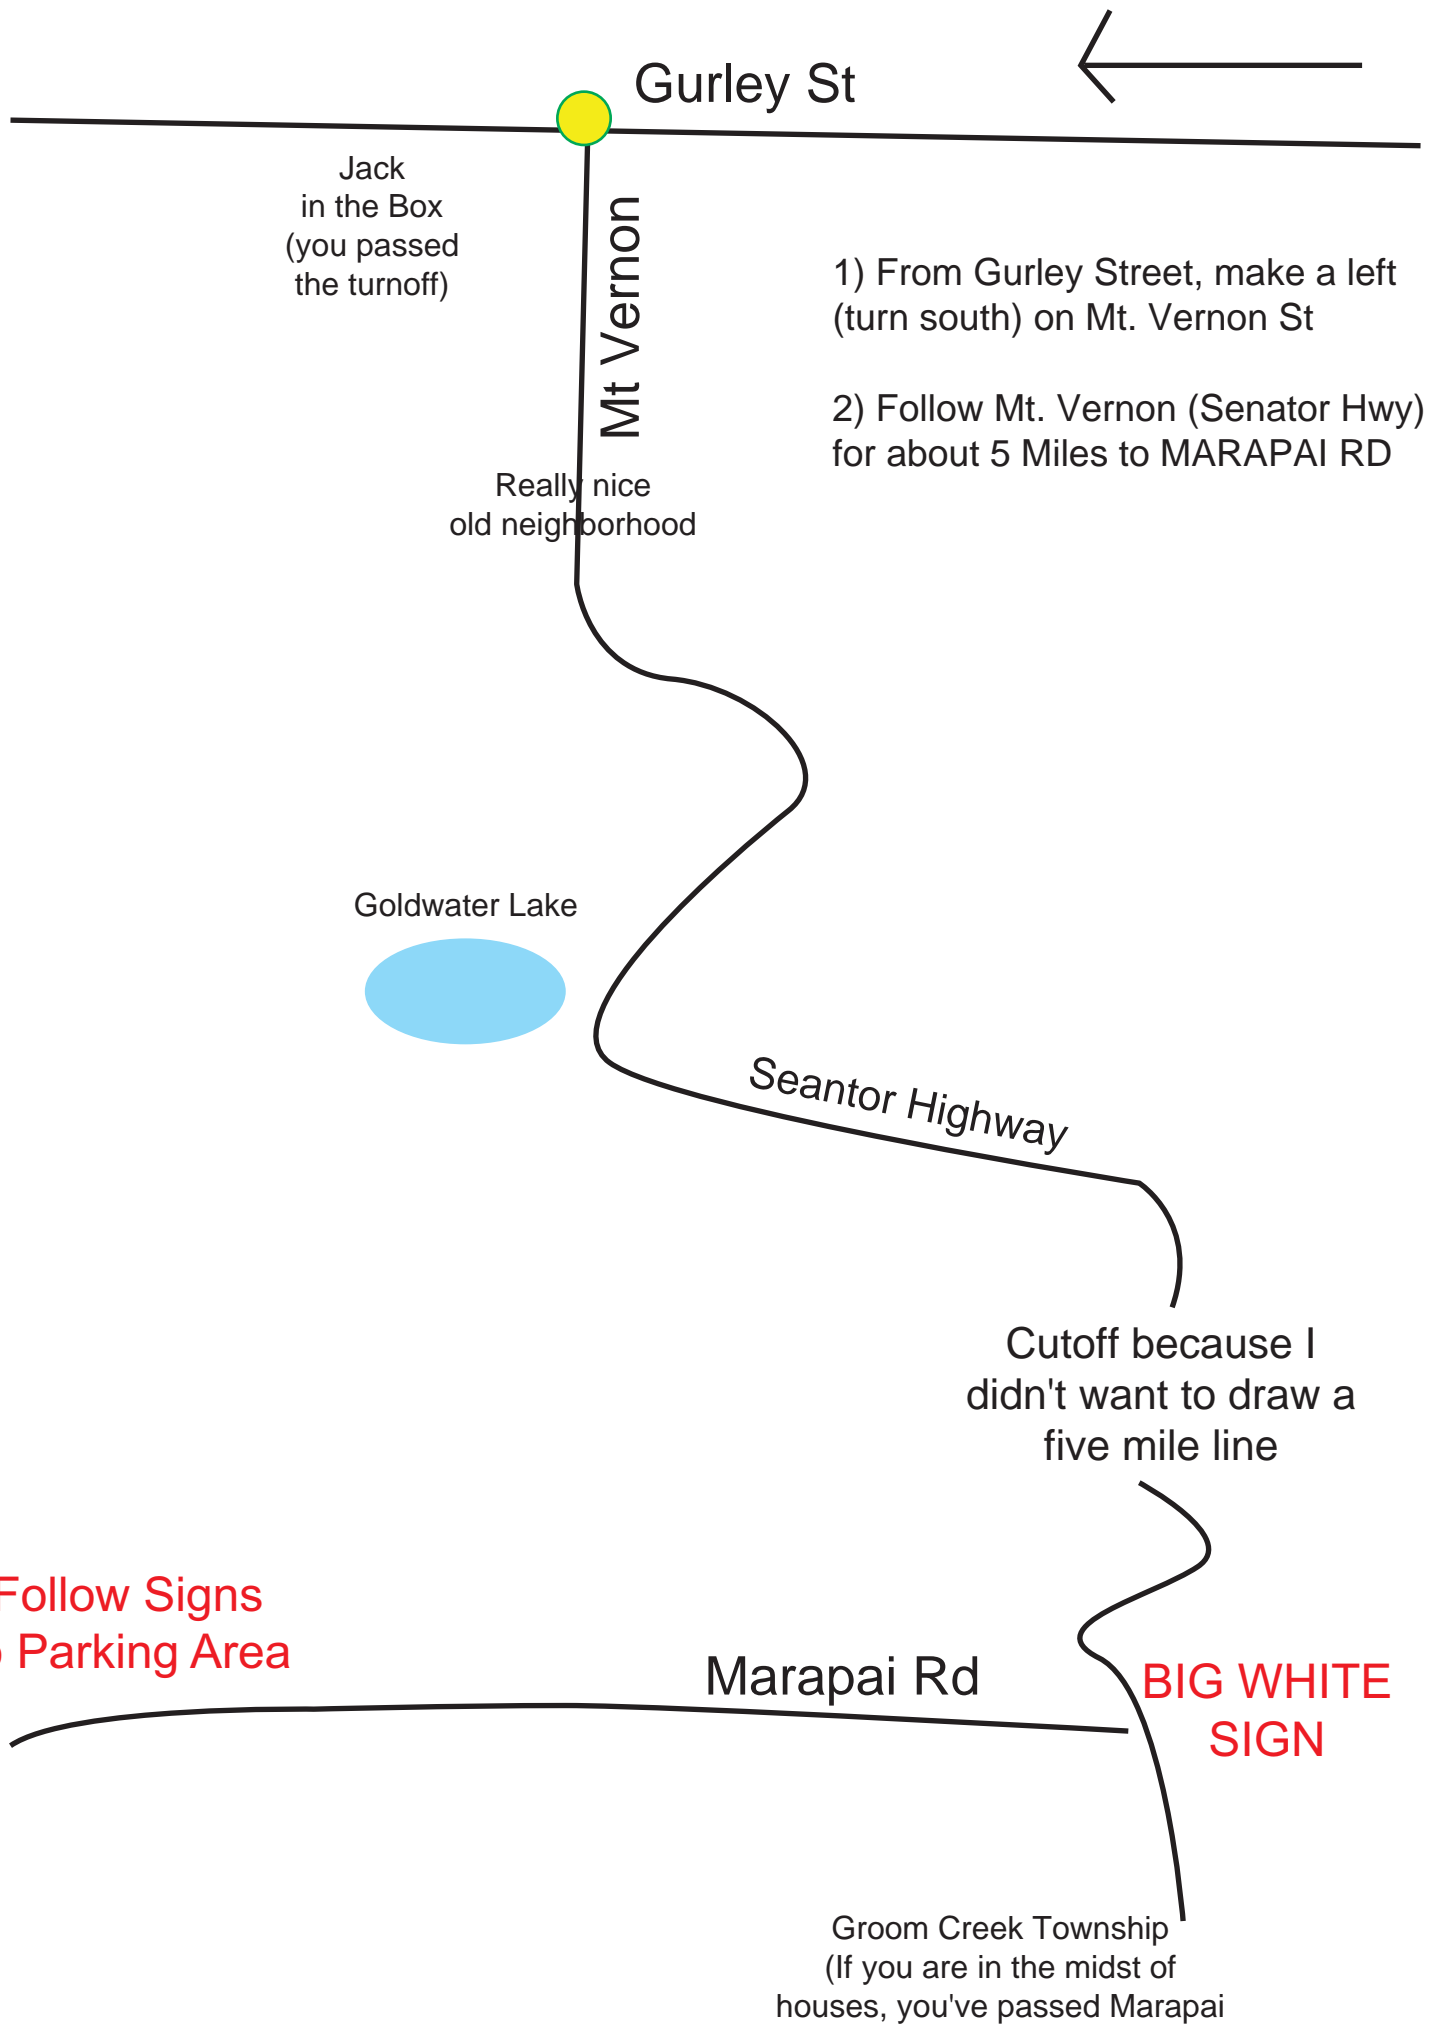 Gurley St
Jack
in the Box
(you passed
the turnoff)
Mt Vernon
1) From Gurley Street, make a left
(turn south) on Mt. Vernon St
2) Follow Mt. Vernon (Senator Hwy)
for about 5 Miles to MARAPAI RD
Really nice
old neighborhood
Goldwater Lake
Seantor Highway
Cutoff because I
didn't want to draw a
five mile line
Follow Signs
Parking Area
Marapai Rd
BIG WHITE
SIGN
Groom Creek Township
(If you are in the midst of
houses, you've passed Marapai